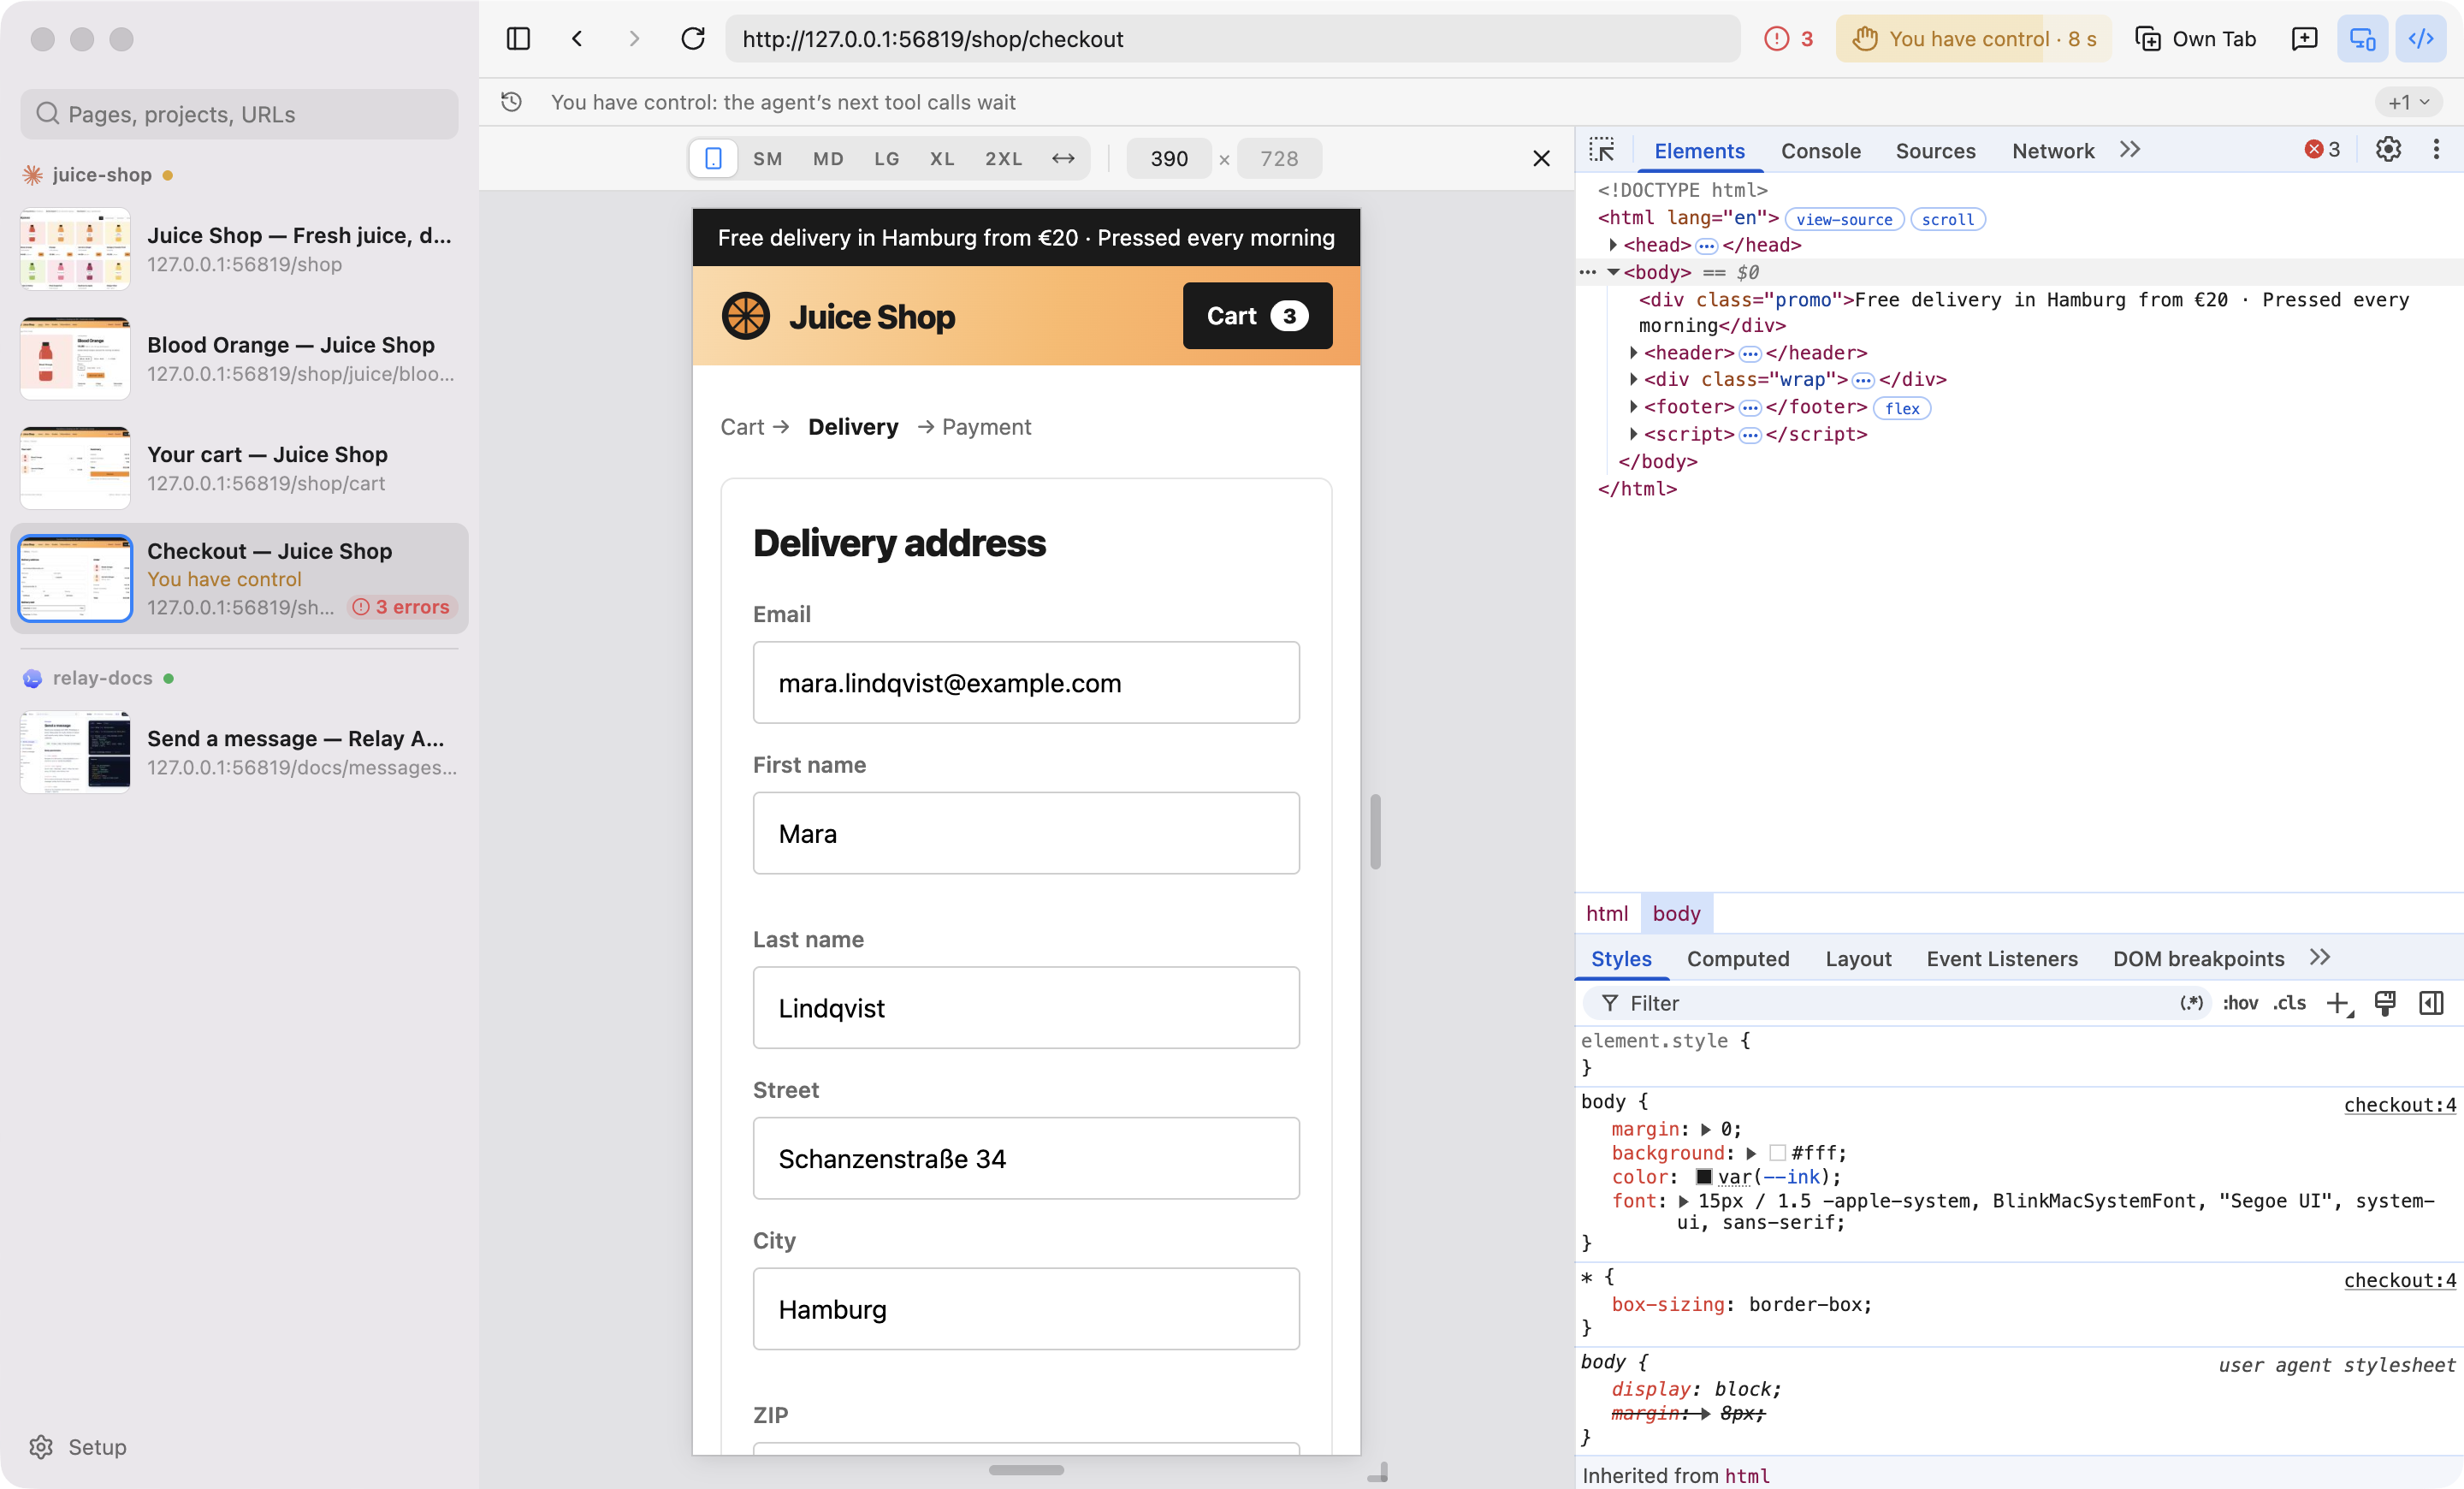 http://127.0.0.1:56819/shop/checkout
3
You have control · 8 s
Own Tab
Pages, projects, URLs
You have control: the agent's next tool calls wait
+1
juice-shop
Juice Shop — Fresh juice, d...
127.0.0.1:56819/shop
Blood Orange — Juice Shop
127.0.0.1:56819/shop/juice/bloo...
Your cart — Juice Shop
127.0.0.1:56819/shop/cart
Checkout — Juice Shop
You have control
127.0.0.1:56819/sh...
3 errors
relay-docs
Send a message — Relay A...
127.0.0.1:56819/docs/messages...
Setup
SM MD LG XL 2XL
390 × 728
Free delivery in Hamburg from €20 · Pressed every morning
Juice Shop
Cart 3
Cart → Delivery → Payment
Delivery address
Email
mara.lindqvist@example.com
First name
Mara
Last name
Lindqvist
Street
Schanzenstraße 34
City
Hamburg
ZIP
Elements Console Sources Network
3
<!DOCTYPE html>
<html lang="en"> view-source scroll
<head> ••• </head>
••• <body> == $0
<div class="promo">Free delivery in Hamburg from €20 · Pressed every
morning</div>
<header> ••• </header>
<div class="wrap"> ••• </div>
<footer> ••• </footer> flex
<script> ••• </script>
</body>
</html>
html body
Styles Computed Layout Event Listeners DOM breakpoints
Filter
(.*) :hov .cls
element.style {
}
body {
checkout:4
margin: 0;
background: #fff;
color: var(--ink);
font: 15px / 1.5 -apple-system, BlinkMacSystemFont, "Segoe UI", system-
ui, sans-serif;
}
* {
checkout:4
box-sizing: border-box;
}
body {
user agent stylesheet
display: block;
margin: 8px;
}
Inherited from html